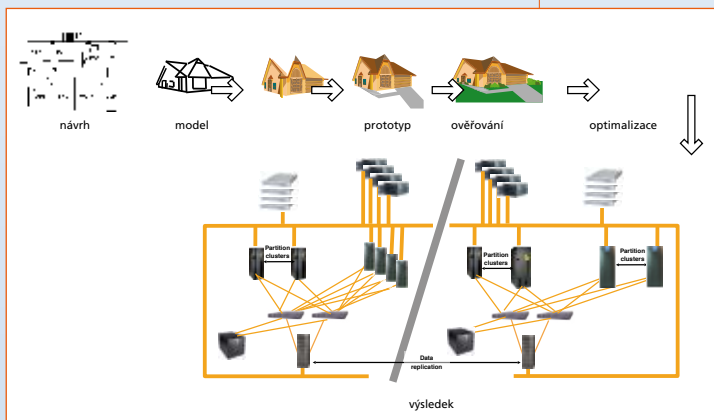 návrh
model
prototyp
ověřování
optimalizace
Partition
clusters
Partition
clusters
Partition
clusters
Data
replication
výsledek